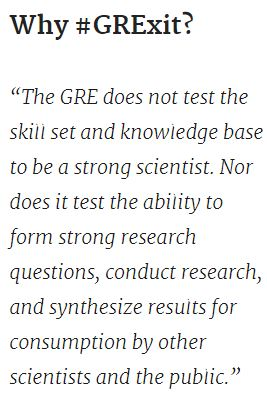 Why #GRExit?
“The GRE does not test the
skill set and knowledge base
to be a strong scientist. Nor
does it test the ability to
form strong research
questions, conduct research,
and synthesize results for
consumption by other
scientists and the public.”